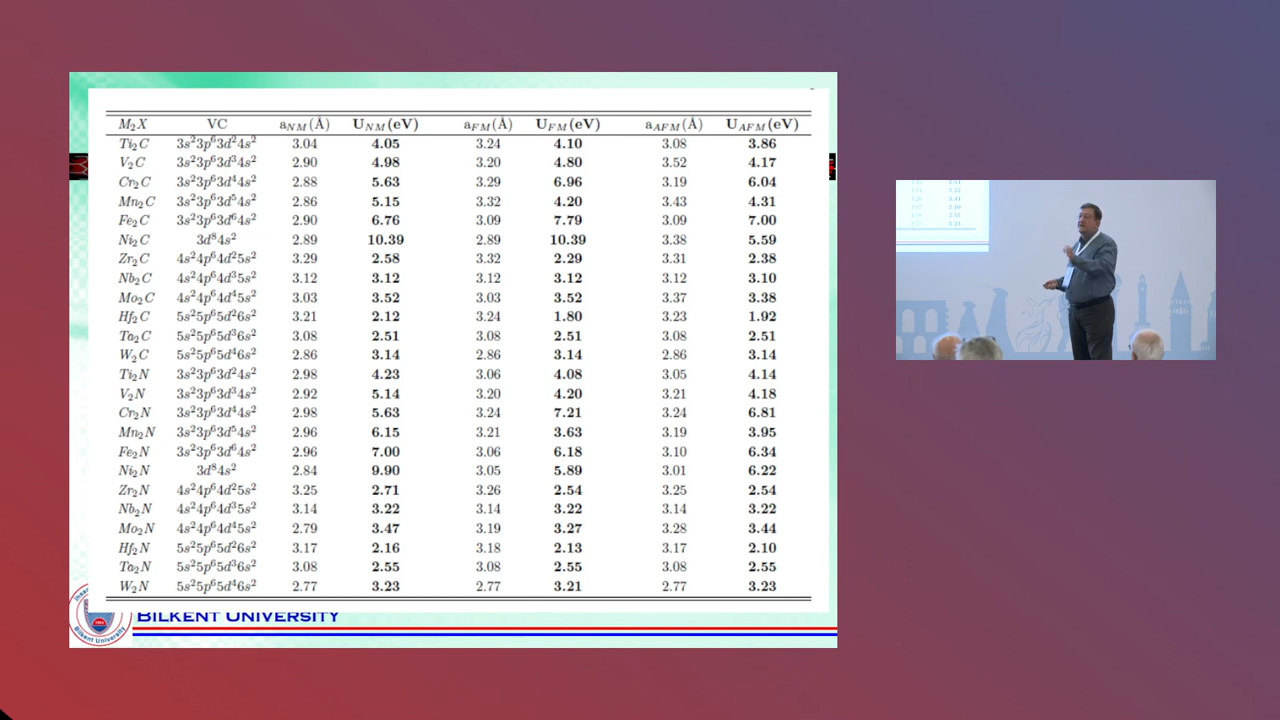 M₂X VC a_NM(Å) U_NM(eV) a_FM(Å) U_FM(eV) a_AFM(Å) U_AFM(eV)
Ti₂C 3s²3p⁶3d²4s² 3.04 4.05 3.24 4.10 3.08 3.86
V₂C 3s²3p⁶3d³4s² 2.90 4.98 3.20 4.80 3.52 4.17
Cr₂C 3s²3p⁶3d⁴4s² 2.88 5.63 3.29 6.96 3.19 6.04
Mn₂C 3s²3p⁶3d⁵4s² 2.86 5.15 3.32 4.20 3.43 4.31
Fe₂C 3s²3p⁶3d⁶4s² 2.90 6.76 3.09 7.79 3.09 7.00
Ni₂C 3d⁸4s² 2.89 10.39 2.89 10.39 3.38 5.59
Zr₂C 4s²4p⁶4d²5s² 3.29 2.58 3.32 2.29 3.31 2.38
Nb₂C 4s²4p⁶4d³5s² 3.12 3.12 3.12 3.12 3.12 3.10
Mo₂C 4s²4p⁶4d⁴5s² 3.03 3.52 3.03 3.52 3.37 3.38
Hf₂C 5s²5p⁶5d²6s² 3.21 2.12 3.24 1.80 3.23 1.92
Ta₂C 5s²5p⁶5d³6s² 3.08 2.51 3.08 2.51 3.08 2.51
W₂C 5s²5p⁶5d⁴6s² 2.86 3.14 2.86 3.14 2.86 3.14
Ti₂N 3s²3p⁶3d²4s² 2.98 4.23 3.06 4.08 3.05 4.14
V₂N 3s²3p⁶3d³4s² 2.92 5.14 3.20 4.20 3.21 4.18
Cr₂N 3s²3p⁶3d⁴4s² 2.98 5.63 3.24 7.21 3.24 6.81
Mn₂N 3s²3p⁶3d⁵4s² 2.96 6.15 3.21 3.63 3.19 3.95
Fe₂N 3s²3p⁶3d⁶4s² 2.96 7.00 3.06 6.18 3.10 6.34
Ni₂N 3d⁸4s² 2.84 9.90 3.05 5.89 3.01 6.22
Zr₂N 4s²4p⁶4d²5s² 3.25 2.71 3.26 2.54 3.25 2.54
Nb₂N 4s²4p⁶4d³5s² 3.14 3.22 3.14 3.22 3.14 3.22
Mo₂N 4s²4p⁶4d⁴5s² 2.79 3.47 3.19 3.27 3.28 3.44
Hf₂N 5s²5p⁶5d²6s² 3.17 2.16 3.18 2.13 3.17 2.10
Ta₂N 5s²5p⁶5d³6s² 3.08 2.55 3.08 2.55 3.08 2.55
W₂N 5s²5p⁶5d⁴6s² 2.77 3.23 2.77 3.21 2.77 3.23
BILKENT UNIVERSITY
Bilkent Univ